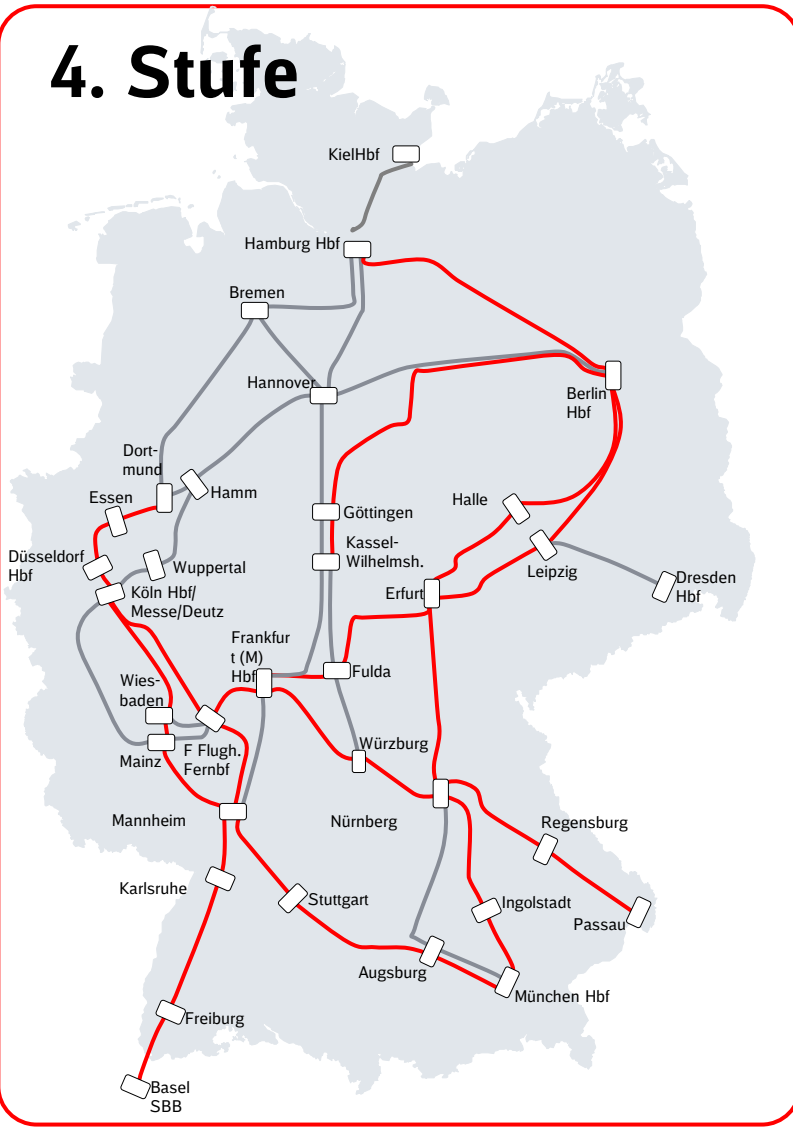 4. Stufe
KielHbf
Hamburg Hbf
Bremen
Hannover
Berlin
Hbf
Dort-
mund
Hamm
Essen
Göttingen
Halle
Kassel-
Wilhelmsh.
Düsseldorf
Hbf
Wuppertal
Leipzig
Dresden
Hbf
Köln Hbf/
Messe/Deutz
Erfurt
Frankfur
t (M)
Hbf
Fulda
Wies-
baden
Mainz
F Flugh.
Fernbf
Würzburg
Mannheim
Nürnberg
Regensburg
Karlsruhe
Stuttgart
Ingolstadt
Passau
Augsburg
München Hbf
Freiburg
Basel
SBB